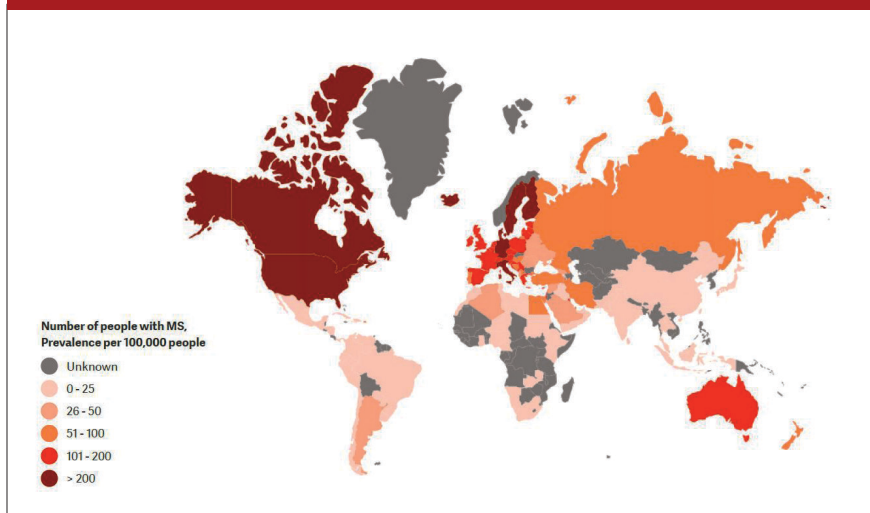 Number of people with MS,
Prevalence per 100,000 people
Unknown
0 - 25
26 - 50
51 - 100
101 - 200
> 200